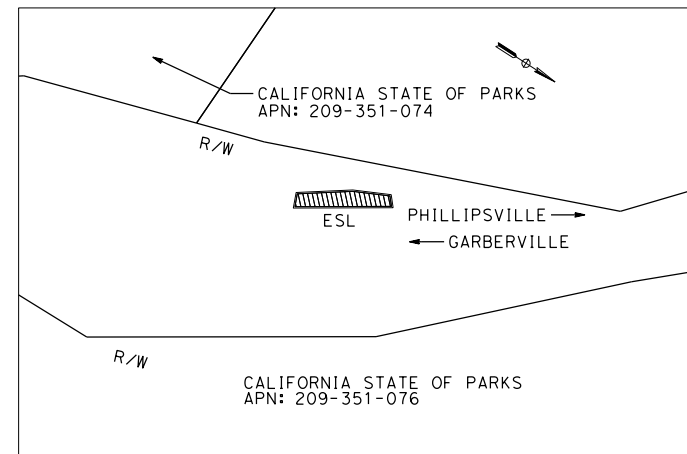 CALIFORNIA STATE OF PARKS
APN: 209-351-074
R/W
PHILLIPSVILLE
ESL
GARBERVILLE
R/W
CALIFORNIA STATE OF PARKS
APN: 209-351-076